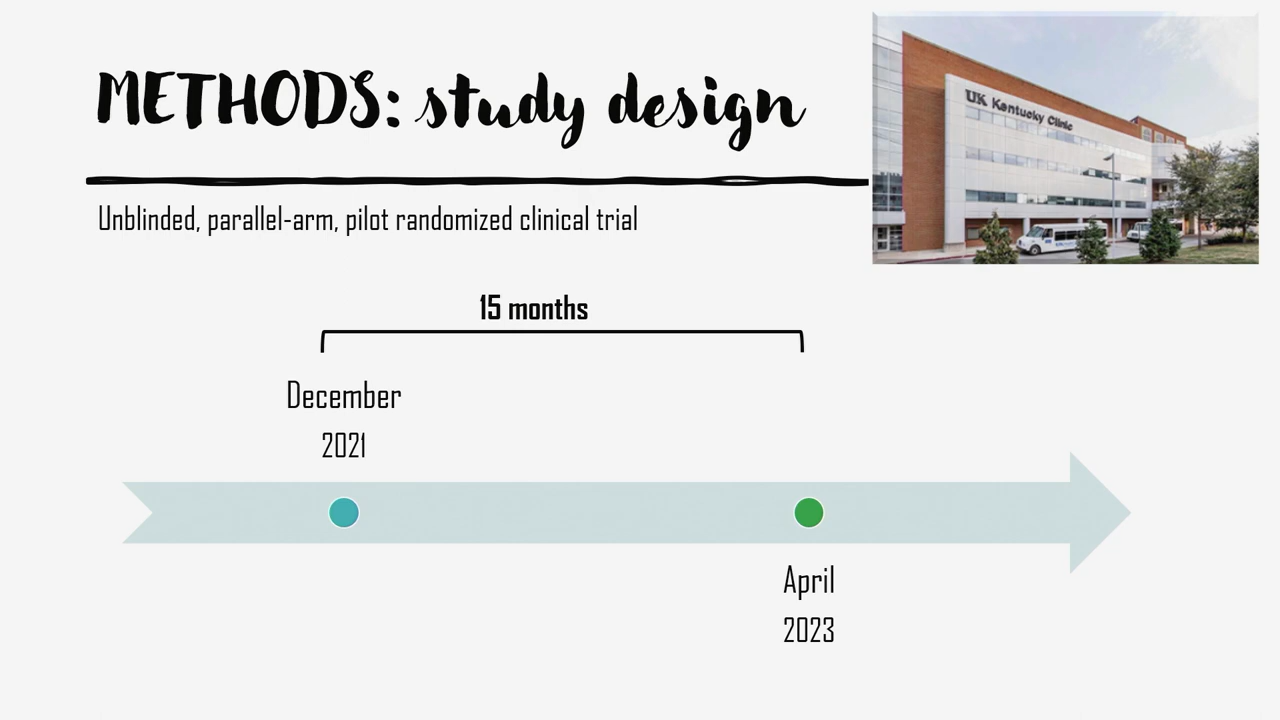 METHODS: study design
UK Kentucky Clinic
Unblinded, parallel-arm, pilot randomized clinical trial
15 months
December
2021
April
2023